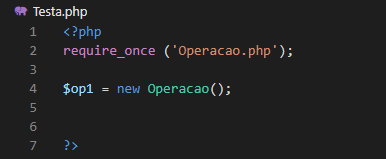 Testa.php
1 <?php
2 require_once ('Operacao.php');
3
4 $op1 = new Operacao();
5
6
7 ?>